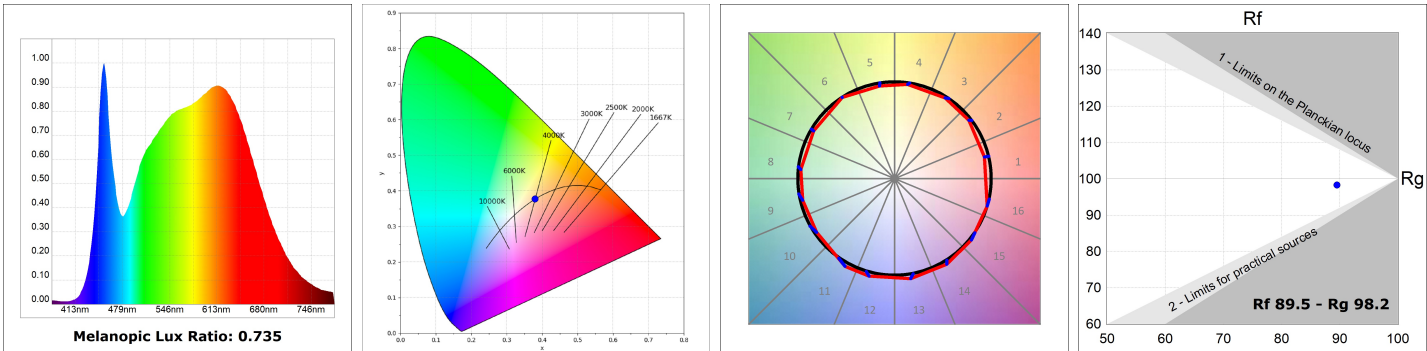 1.00
0.90
0.80
0.70
0.60
0.50
0.40
0.30
0.20
0.10
0.00
413nm 479nm 546nm 613nm 680nm 746nm
Melanopic Lux Ratio: 0.735
0.9
0.8
0.7
0.6
0.5
0.4
0.3
0.2
0.1
0.0
y
0.0 0.1 0.2 0.3 0.4 0.5 0.6 0.7 0.8
x
10000K
6000K
4000K
3000K
2500K
2000K
1667K
1
2
3
4
5
6
7
8
9
10
11
12
13
14
15
16
Rf
140
130
120
110
100
90
80
70
60
50 60 70 80 90 100
Rg
1 - Limits on the Planckian locus
2 - Limits for practical sources
Rf 89.5 - Rg 98.2